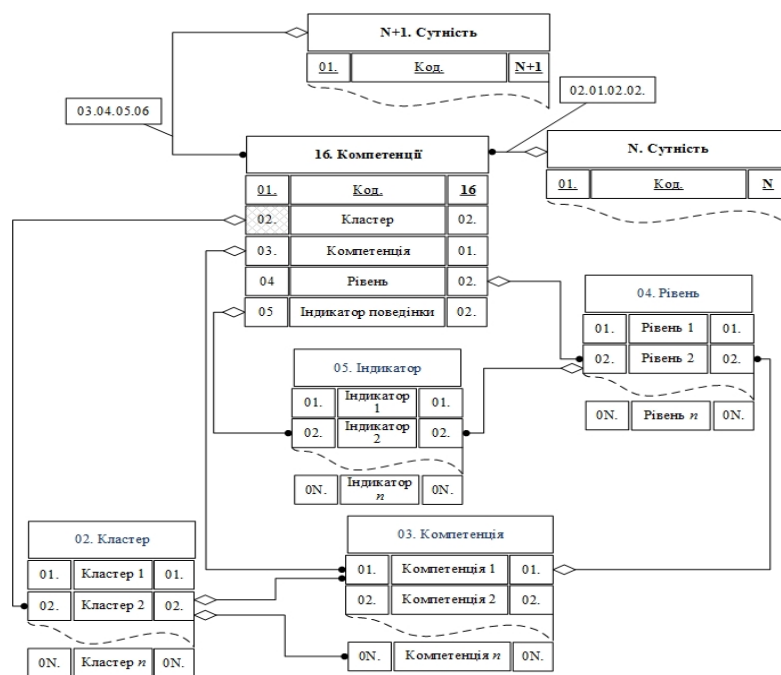 N+1. Сутність
01. Код. N+1
03.04.05.06
02.01.02.02.
16. Компетенції
N. Сутність
01. Код. 16
01. Код. N
02. Кластер 02.
03. Компетенція 01.
04 Рівень 02.
05 Індикатор поведінки 02.
04. Рівень
01. Рівень 1 01.
02. Рівень 2 02.
0N. Рівень n 0N.
05. Індикатор
01. Індикатор 1 01.
02. Індикатор 2 02.
0N. Індикатор n 0N.
02. Кластер
01. Кластер 1 01.
02. Кластер 2 02.
0N. Кластер n 0N.
03. Компетенція
01. Компетенція 1 01.
02. Компетенція 2 02.
0N. Компетенція n 0N.